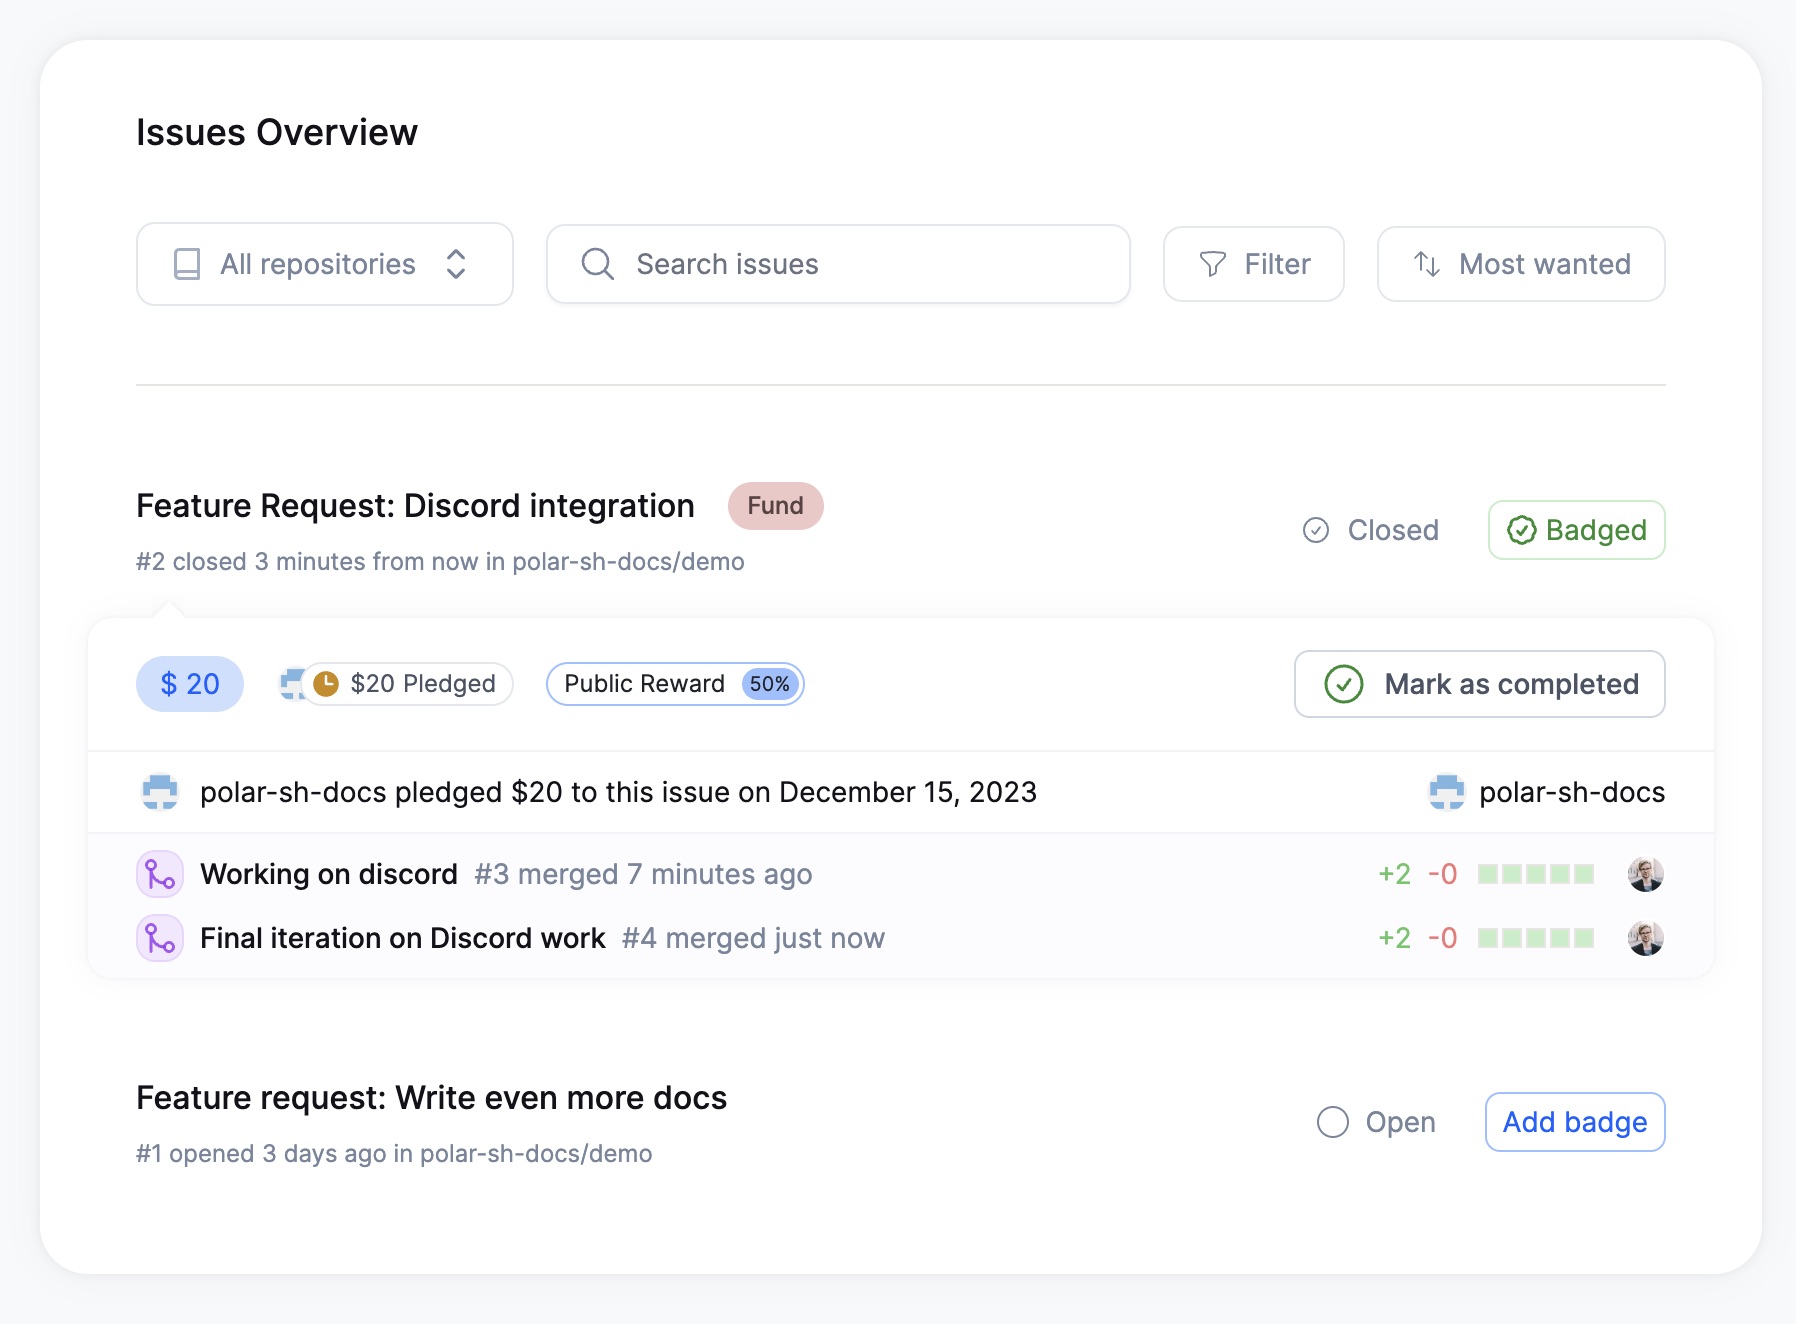 Issues Overview
All repositories
Search issues
Filter
Most wanted
Feature Request: Discord integration
Fund
#2 closed 3 minutes from now in polar-sh-docs/demo
Closed
Badged
$ 20
$20 Pledged
Public Reward 50%
Mark as completed
polar-sh-docs pledged $20 to this issue on December 15, 2023
polar-sh-docs
Working on discord #3 merged 7 minutes ago
+2 -0
Final iteration on Discord work #4 merged just now
+2 -0
Feature request: Write even more docs
#1 opened 3 days ago in polar-sh-docs/demo
Open
Add badge